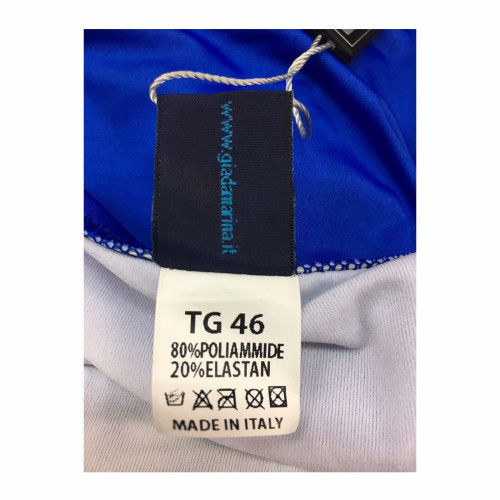 www.giadamarina.it
TG 46
80%POLIAMMIDE
20%ELASTAN
MADE IN ITALY